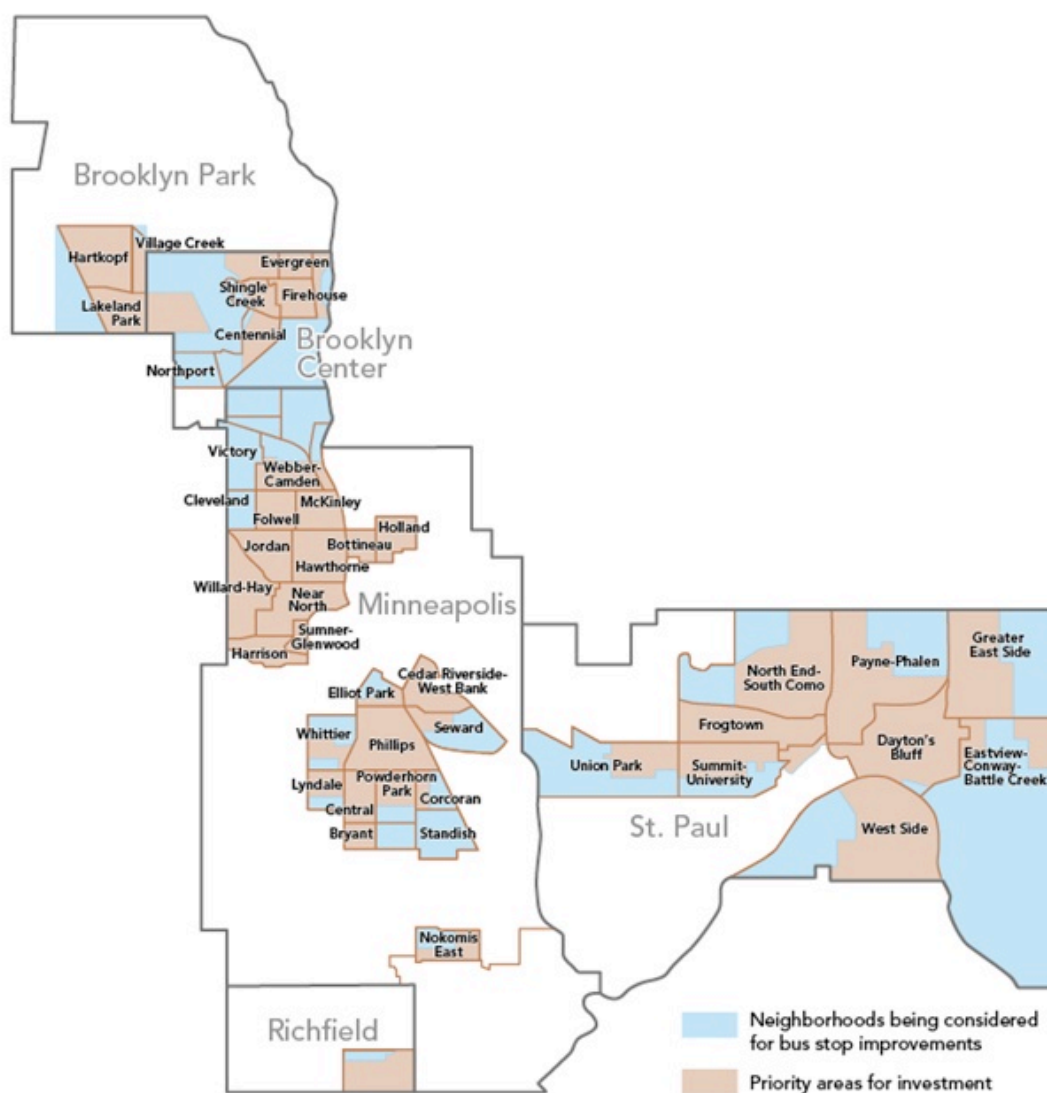 Brooklyn Park
Village Creek
Hartkopf
Evergreen
Shingle
Creek
Firehouse
Lakeland
Park
Centennial
Brooklyn
Center
Northport
Victory
Webber-
Camden
Cleveland
McKinley
Folwell
Holland
Jordan
Bottineau
Hawthorne
Willard-Hay
Near
North
Minneapolis
Sumner-
Glenwood
Harrison
Cedar Riverside-
West Bank
Elliot Park
Whittier
Seward
Phillips
Lyndale
Powderhorn
Park
Central
Corcoran
Bryant
Standish
North End-
South Como
Payne-Phalen
Greater
East Side
Frogtown
Dayton's
Bluff
Union Park
Summit-
University
Eastview-
Conway-
Battle Creek
St. Paul
West Side
Nokomis
East
Richfield
Neighborhoods being considered
for bus stop improvements
Priority areas for investment